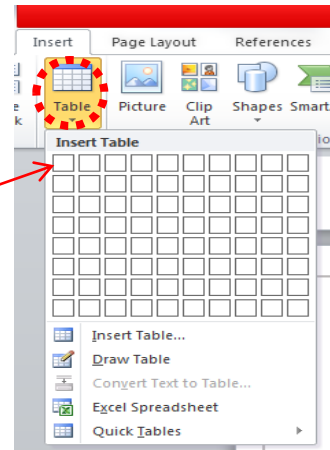 Insert Page Layout References
Table Picture Clip Art Shapes Smart
Insert Table
Insert Table...
Draw Table
Convert Text to Table...
Excel Spreadsheet
Quick Tables